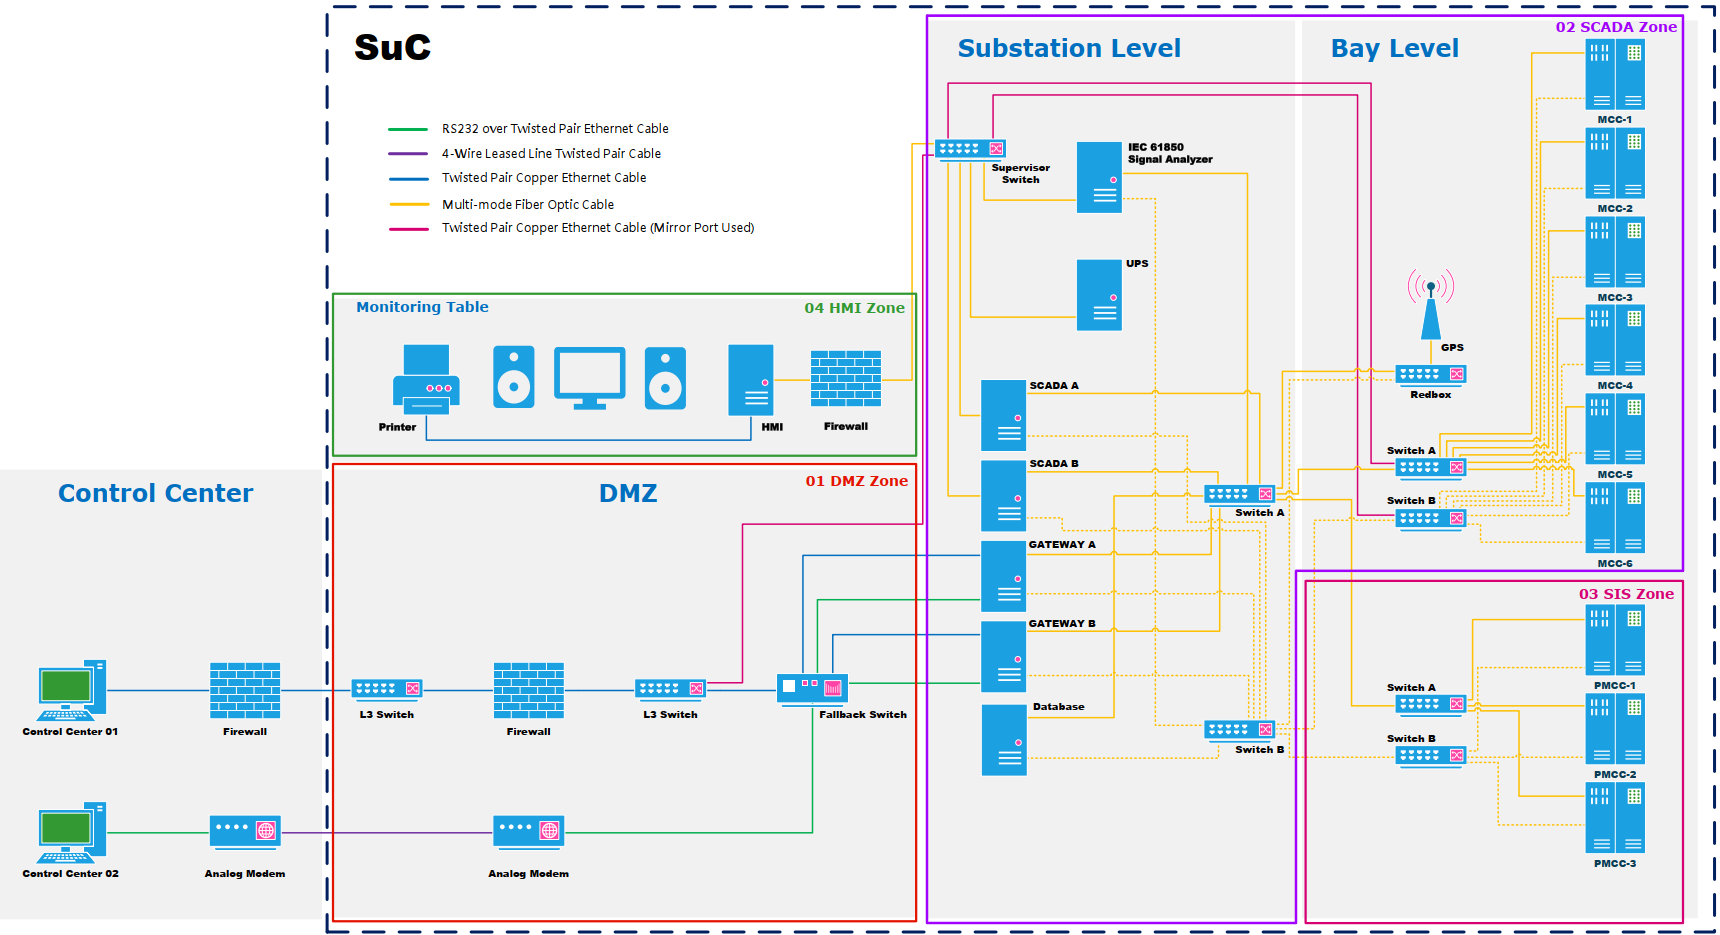 SuC
RS232 over Twisted Pair Ethernet Cable
4-Wire Leased Line Twisted Pair Cable
Twisted Pair Copper Ethernet Cable
Multi-mode Fiber Optic Cable
Twisted Pair Copper Ethernet Cable (Mirror Port Used)
Monitoring Table
04 HMI Zone
Printer
HMI
Firewall
Control Center
DMZ
01 DMZ Zone
Control Center 01
Firewall
L3 Switch
Firewall
L3 Switch
Fallback Switch
Control Center 02
Analog Modem
Analog Modem
Substation Level
Bay Level
02 SCADA Zone
Supervisor
Switch
IEC 61850
Signal Analyzer
UPS
SCADA A
SCADA B
Switch A
GATEWAY A
GATEWAY B
Database
Switch B
GPS
Redbox
Switch A
Switch B
MCC-1
MCC-2
MCC-3
MCC-4
MCC-5
MCC-6
03 SIS Zone
Switch A
Switch B
PMCC-1
PMCC-2
PMCC-3